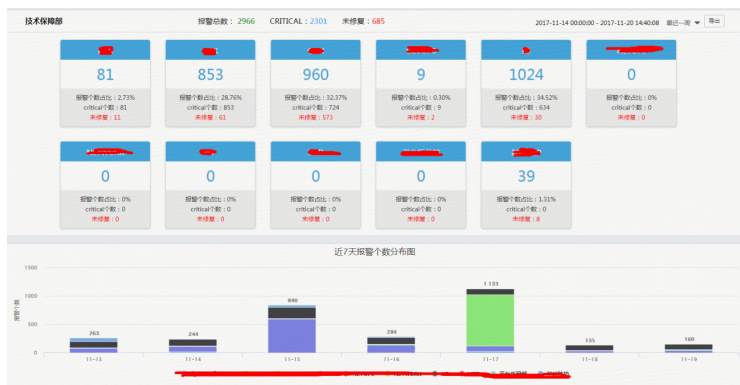 技术保障部 报警总数： 2966 CRITICAL：2301 未修复：685 2017-11-14 00:00:00 - 2017-11-20 14:40:08 最近一周 导出
81 853 960 9 1024 0
报警个数占比：2.73% 报警个数占比：28.76% 报警个数占比：32.37% 报警个数占比：0.30% 报警个数占比：34.52% 报警个数占比：0%
critical个数：81 critical个数：853 critical个数：724 critical个数：9 critical个数：634 critical个数：0
未修复：11 未修复：61 未修复：573 未修复：2 未修复：30 未修复：0
0 0 0 0 39
报警个数占比：0% 报警个数占比：0% 报警个数占比：0% 报警个数占比：0% 报警个数占比：1.31%
critical个数：0 critical个数：0 critical个数：0 critical个数：0 critical个数：39
未修复：0 未修复：0 未修复：0 未修复：0 未修复：8
近7天报警个数分布图
报警个数
1500
1000
500
0
263 244 840 284 1 133 135 160
11-13 11-14 11-15 11-16 11-17 11-18 11-19